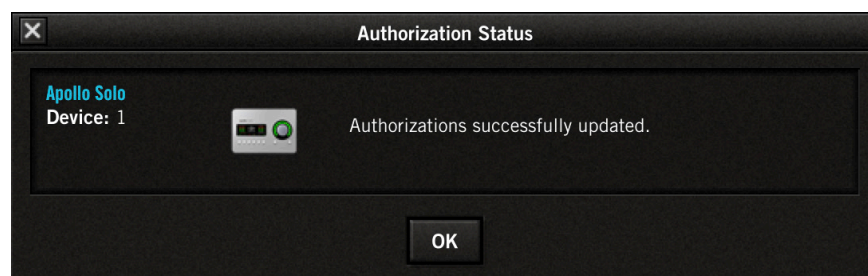 Authorization Status
Apollo Solo
Device: 1
Authorizations successfully updated.
OK